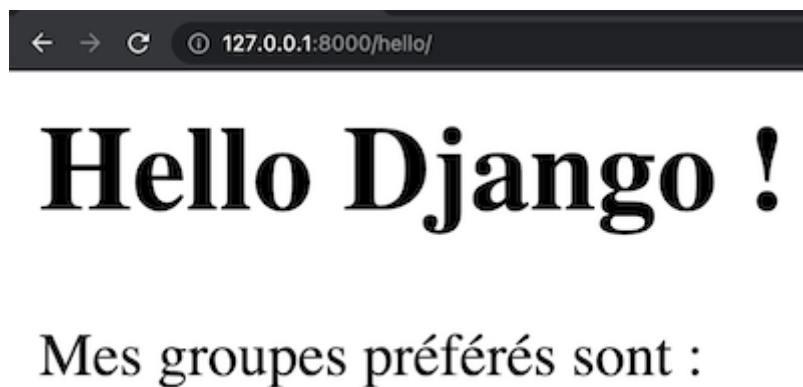 127.0.0.1:8000/hello/
Hello Django !
Mes groupes préférés sont :